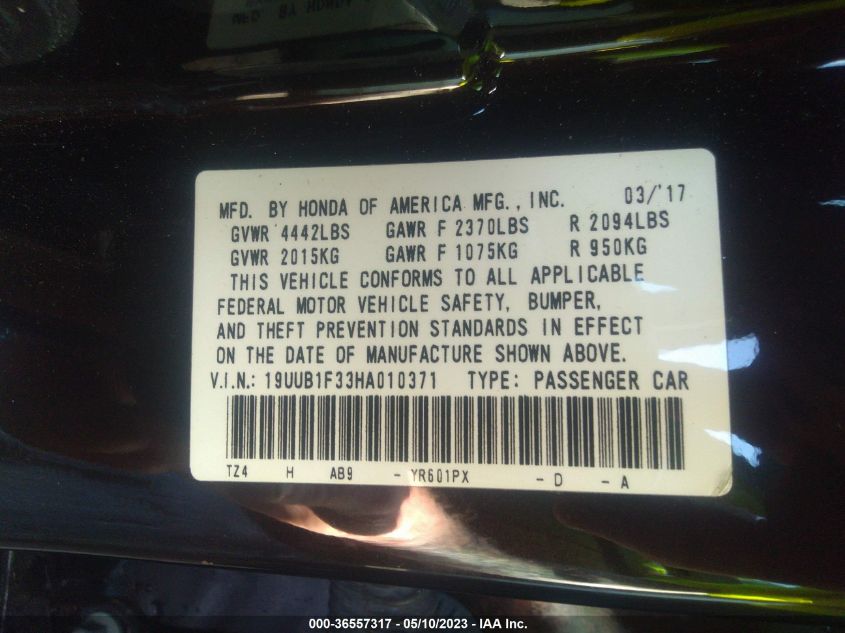 MFD. BY HONDA OF AMERICA MFG., INC. 03/'17
GVWR 4442LBS GAWR F 2370LBS R 2094LBS
GVWR 2015KG GAWR F 1075KG R 950KG
THIS VEHICLE CONFORMS TO ALL APPLICABLE
FEDERAL MOTOR VEHICLE SAFETY, BUMPER,
AND THEFT PREVENTION STANDARDS IN EFFECT
ON THE DATE OF MANUFACTURE SHOWN ABOVE.
V.I.N.: 19UUB1F33HA010371 TYPE: PASSENGER CAR
TZ4 H AB9 - YR601PX - D - A
000-36557317 - 05/10/2023 - IAA Inc.